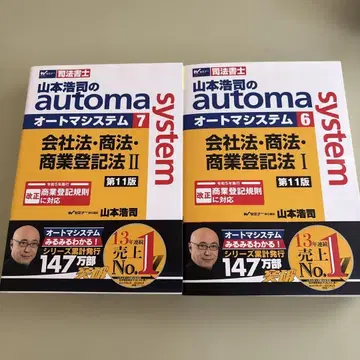 司法書士
山本浩司の
automa
system
オートマシステム 7
会社法・商法・
商業登記法Ⅱ
第11版
改正
商業登記規則
に対応
山本浩司
オートマシステム
みるみるわかる!
シリーズ累計発行
147万部
突破
13年連続
売上
No.1
司法書士
山本浩司の
automa
system
オートマシステム 6
会社法・商法・
商業登記法Ⅰ
第11版
改正
商業登記規則
に対応
山本浩司
オートマシステム
みるみるわかる!
シリーズ累計発行
147万部
突破
13年連続
売上
No.1